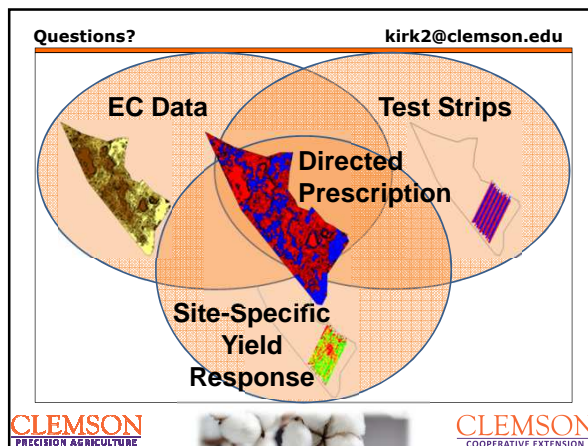 Questions?
kirk2@clemson.edu
EC Data
Test Strips
Directed
Prescription
Site-Specific
Yield
Response
CLEMSON
PRECISION AGRICULTURE
CLEMSON
COOPERATIVE EXTENSION